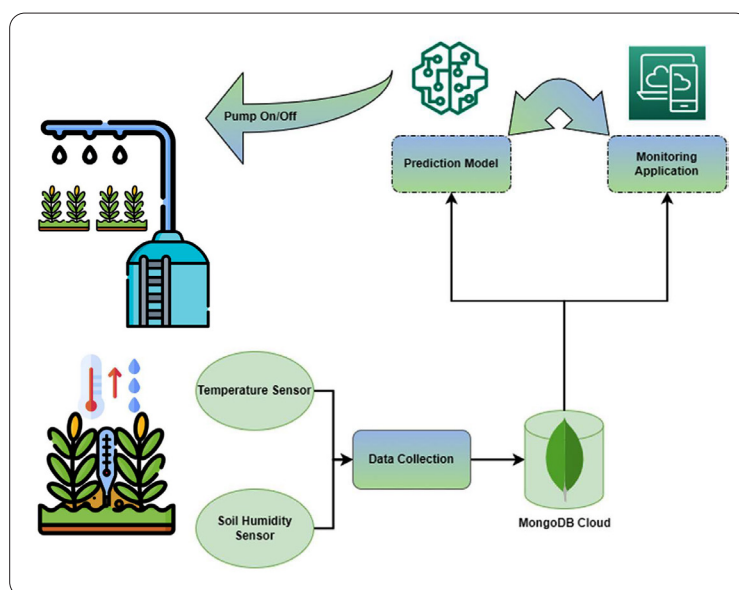 Pump On/Off
Prediction Model
Monitoring
Application
Temperature Sensor
Data Collection
Soil Humidity
Sensor
MongoDB Cloud